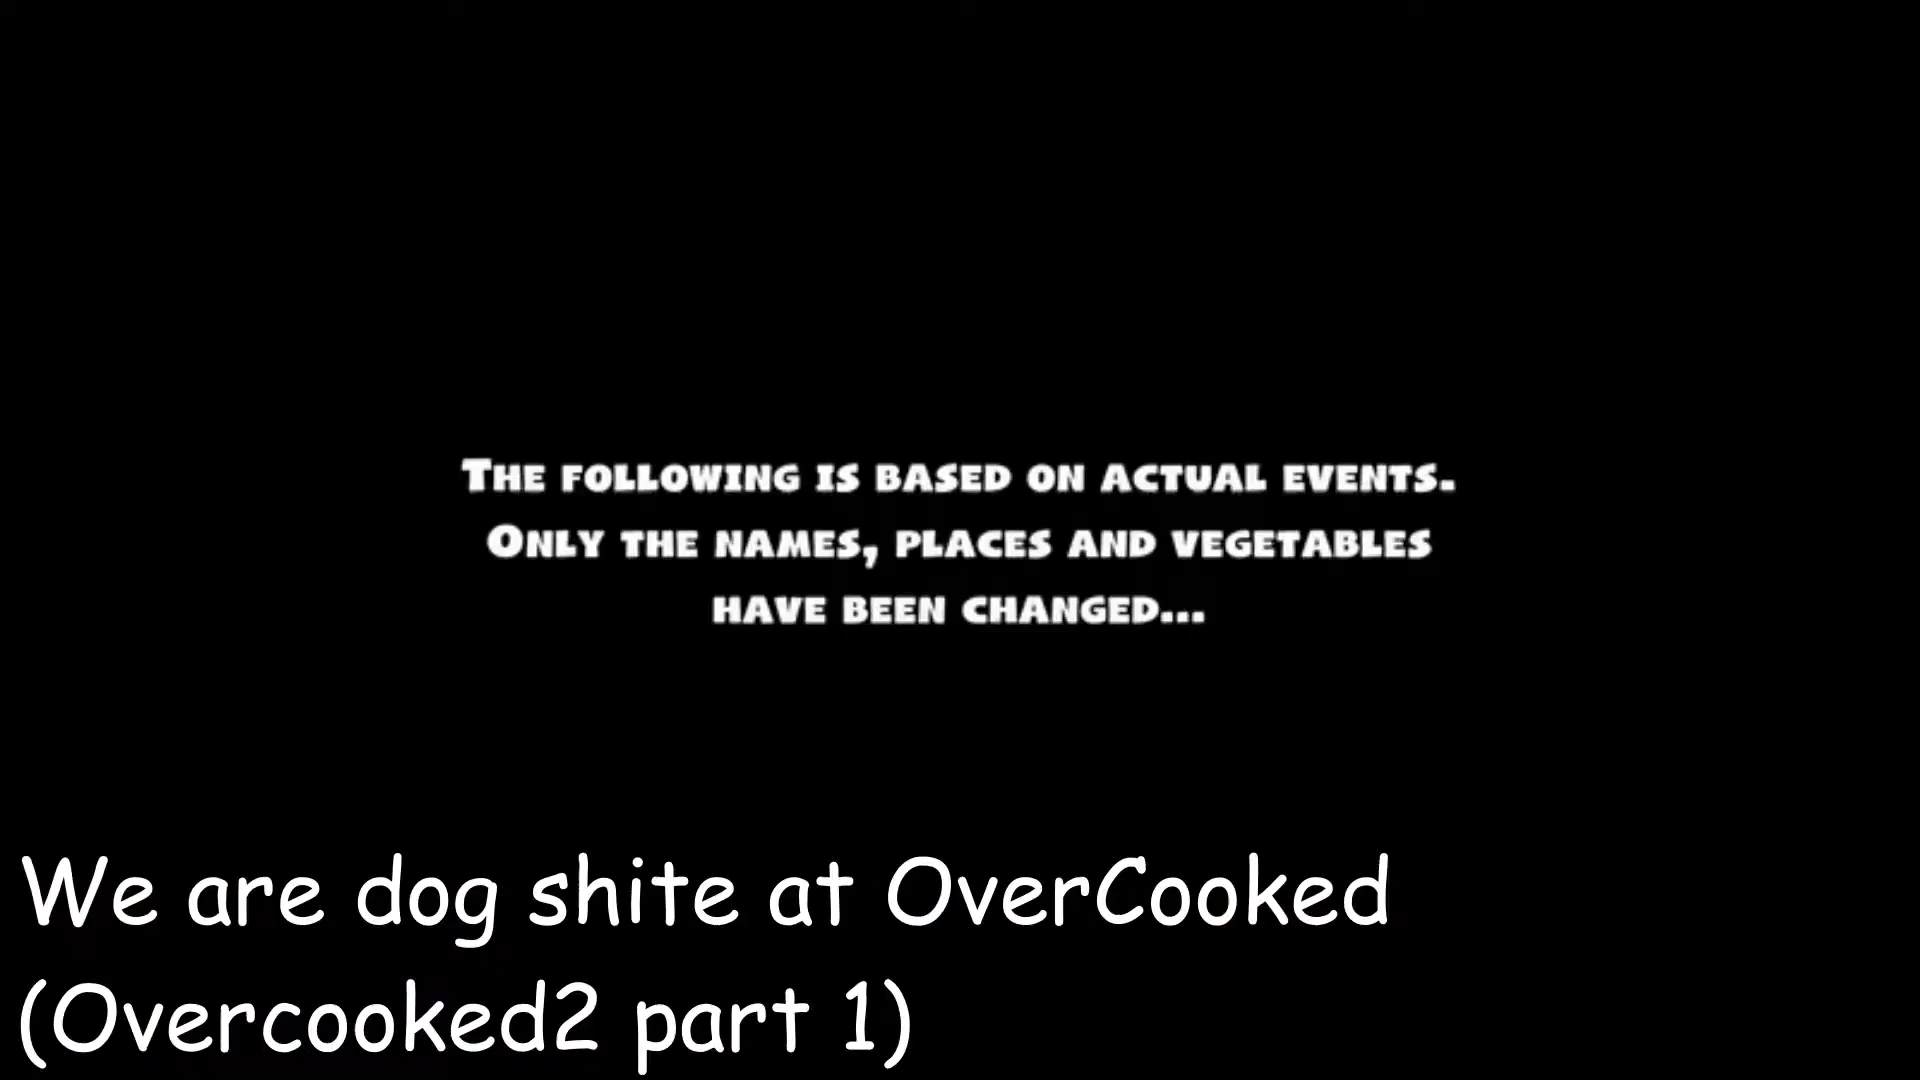 The following is based on actual events.
Only the names, places and vegetables
have been changed...
We are dog shite at OverCooked
(Overcooked2 part 1)